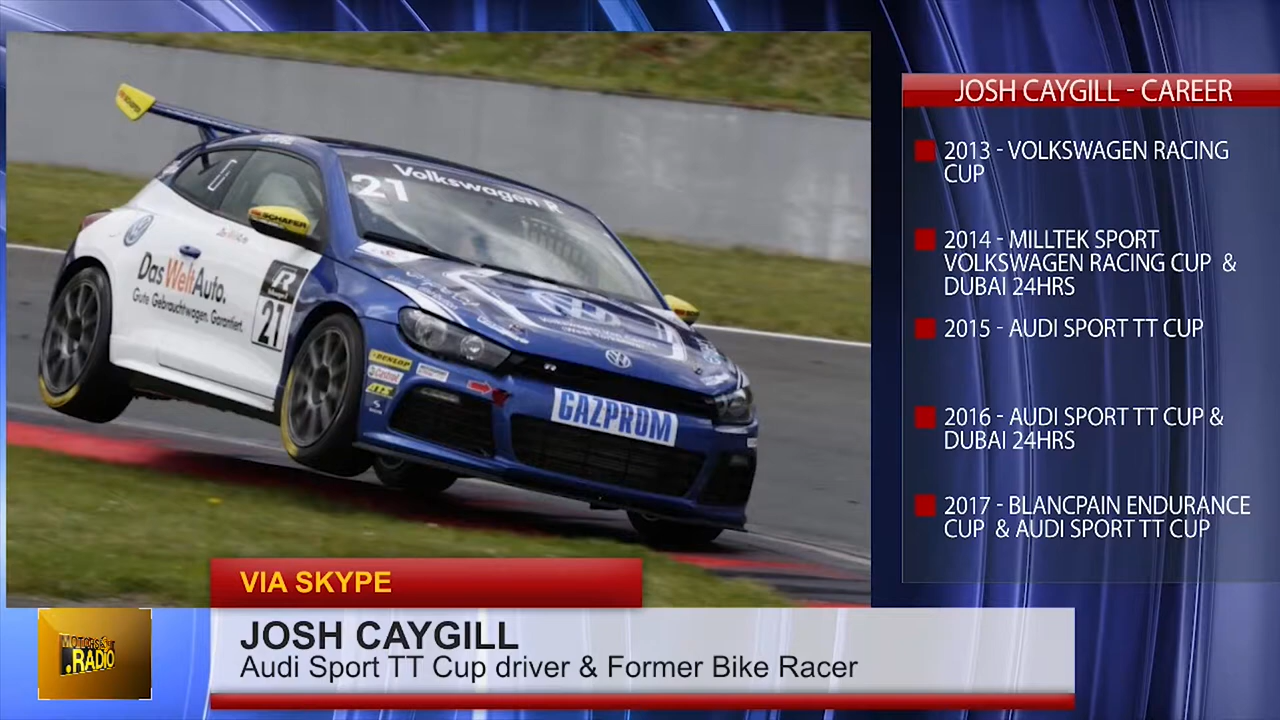 JOSH CAYGILL - CAREER
2013 - VOLKSWAGEN RACING
CUP
2014 - MILLTEK SPORT
VOLKSWAGEN RACING CUP &
DUBAI 24HRS
2015 - AUDI SPORT TT CUP
2016 - AUDI SPORT TT CUP &
DUBAI 24HRS
2017 - BLANCPAIN ENDURANCE
CUP & AUDI SPORT TT CUP
Volkswagen R
21
SCHAFER
Das WeltAuto.
Gute Gebrauchtwagen. Garantiert.
R
21
DUNLOP
Castrol
ATS
GAZPROM
VIA SKYPE
JOSH CAYGILL
Audi Sport TT Cup driver & Former Bike Racer
.RADIO